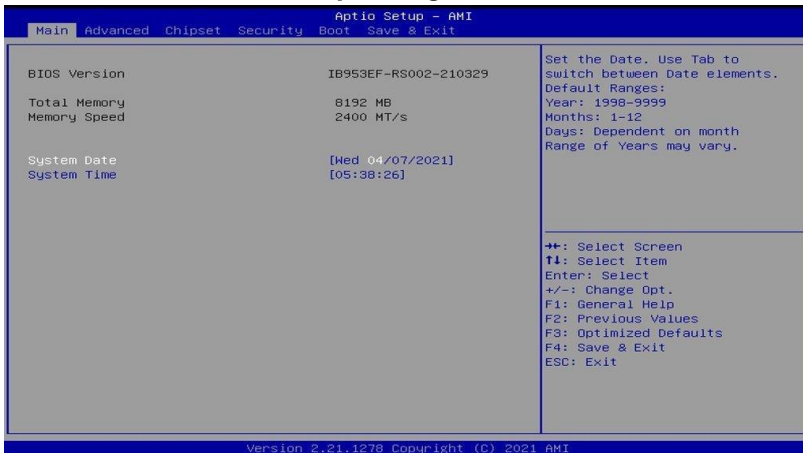 Aptio Setup - AMI
Main Advanced Chipset Security Boot Save & Exit
BIOS Version IB953EF-RS002-210329
Total Memory 8192 MB
Memory Speed 2400 MT/s
System Date [Wed 04/07/2021]
System Time [05:38:26]
Set the Date. Use Tab to
switch between Date elements.
Default Ranges:
Year: 1998-9999
Months: 1-12
Days: Dependent on month
Range of Years may vary.
→←: Select Screen
↑↓: Select Item
Enter: Select
+/-: Change Opt.
F1: General Help
F2: Previous Values
F3: Optimized Defaults
F4: Save & Exit
ESC: Exit
Version 2.21.1278 Copyright (C) 2021 AMI